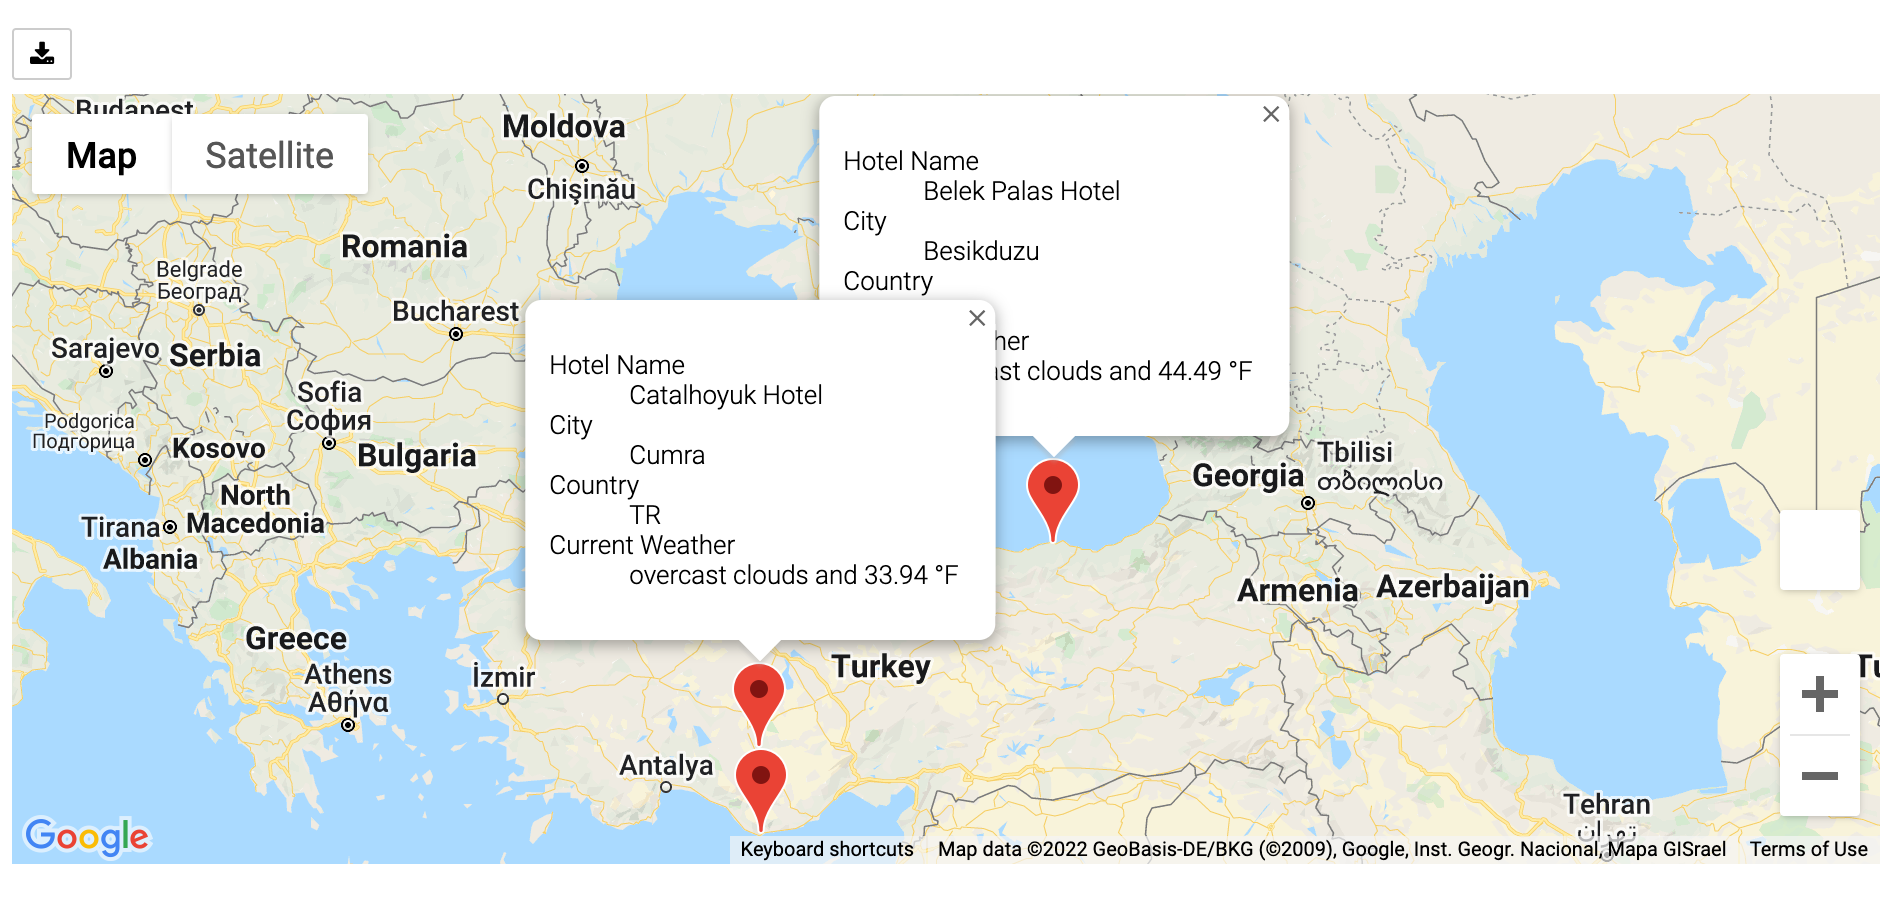 Budapest
Map
Satellite
Moldova
Chișinău
Romania
Belgrade
Београд
Bucharest
Sarajevo
Serbia
Sofia
София
Podgorica
Подгорица
Kosovo
Bulgaria
North
Macedonia
Tirana
Albania
Greece
Athens
Αθήνα
İzmir
Antalya
Turkey
Hotel Name
Belek Palas Hotel
City
Besikduzu
Country
her
ast clouds and 44.49 °F
Hotel Name
Catalhoyuk Hotel
City
Cumra
Country
TR
Current Weather
overcast clouds and 33.94 °F
Georgia
Tbilisi
თბილისი
Armenia
Azerbaijan
Tu
Tehran
تهران
Google
Keyboard shortcuts
Map data ©2022 GeoBasis-DE/BKG (©2009), Google, Inst. Geogr. Nacional, Mapa GISrael
Terms of Use